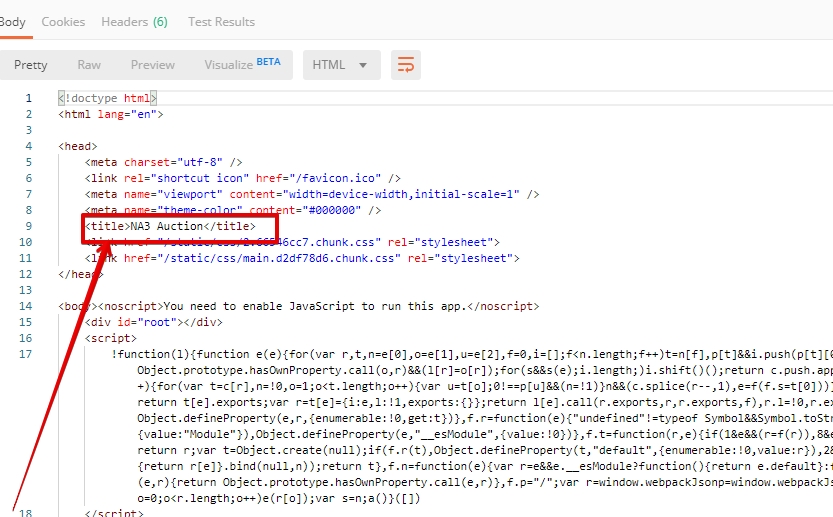 Body Cookies Headers (6) Test Results
Pretty Raw Preview Visualize BETA HTML
1 <!doctype html>
2 <html lang="en">
3
4 <head>
5 <meta charset="utf-8" />
6 <link rel="shortcut icon" href="/favicon.ico" />
7 <meta name="viewport" content="width=device-width,initial-scale=1" />
8 <meta name="theme-color" content="#000000" />
9 <title>NA3 Auction</title>
10 <link href="/static/css/2.66546cc7.chunk.css" rel="stylesheet">
11 <link href="/static/css/main.d2df78d6.chunk.css" rel="stylesheet">
12 </head>
13
14 <body><noscript>You need to enable JavaScript to run this app.</noscript>
15 <div id="root"></div>
16 <script>
17 !function(l){function e(e){for(var r,t,n=e[0],o=e[1],u=e[2],f=0,i=[];f<n.length;f++)t=n[f],p[t]&&i.push(p[t][0
Object.prototype.hasOwnProperty.call(o,r)&&(l[r]=o[r]);for(s&&s(e);i.length;)i.shift()();return c.push.app
+){for(var t=c[r],n=!0,o=1;o<t.length;o++){var u=t[o];0!==p[u]&&(n=!1)}n&&(c.splice(r--,1),e=f(f.s=t[0]))}
return t[e].exports;var r=t[e]={i:e,l:!1,exports:{}};return l[e].call(r.exports,r,r.exports,f),r.l=!0,r.ex
Object.defineProperty(e,r,{enumerable:!0,get:t})},f.r=function(e){"undefined"!=typeof Symbol&&Symbol.toStr
{value:"Module"}),Object.defineProperty(e,"__esModule",{value:!0})},f.t=function(r,e){if(1&e&&(r=f(r)),8&e
return r;var t=Object.create(null);if(f.r(t),Object.defineProperty(t,"default",{enumerable:!0,value:r}),2&
{return r[e]}.bind(null,n));return t},f.n=function(e){var r=e&&e.__esModule?function(){return e.default}:f
(e,r){return Object.prototype.hasOwnProperty.call(e,r)},f.p="/";var r=window.webpackJsonp=window.webpackJs
o=0;o<r.length;o++)e(r[o]);var s=n;a()}([])
18 </script>